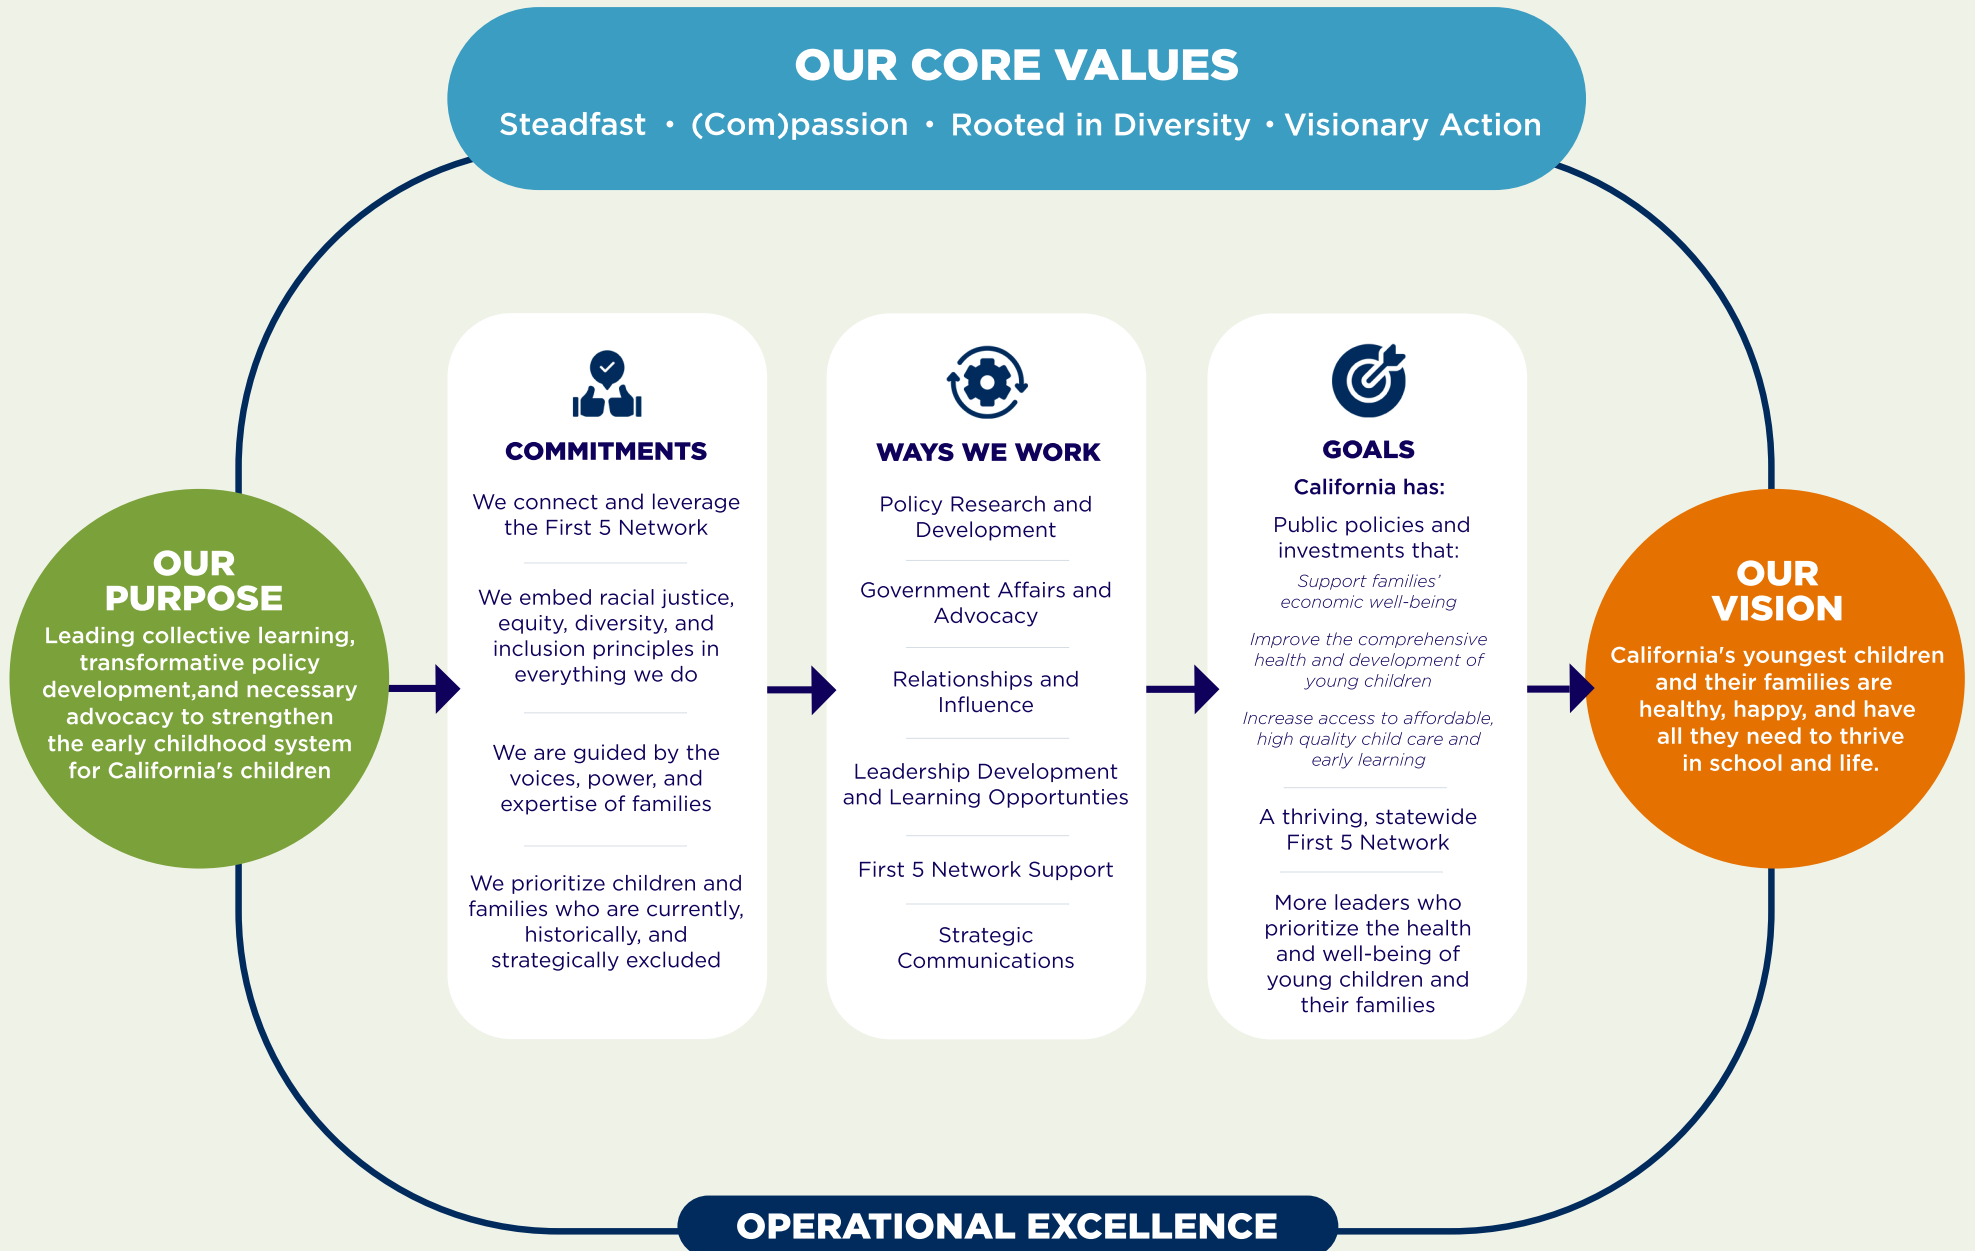 OUR CORE VALUES
Steadfast · (Com)passion · Rooted in Diversity · Visionary Action
OUR
PURPOSE
Leading collective learning,
transformative policy
development,and necessary
advocacy to strengthen
the early childhood system
for California's children
COMMITMENTS
We connect and leverage
the First 5 Network
We embed racial justice,
equity, diversity, and
inclusion principles in
everything we do
We are guided by the
voices, power, and
expertise of families
We prioritize children and
families who are currently,
historically, and
strategically excluded
WAYS WE WORK
Policy Research and
Development
Government Affairs and
Advocacy
Relationships and
Influence
Leadership Development
and Learning Opportunties
First 5 Network Support
Strategic
Communications
GOALS
California has:
Public policies and
investments that:
Support families’
economic well-being
Improve the comprehensive
health and development of
young children
Increase access to affordable,
high quality child care and
early learning
A thriving, statewide
First 5 Network
More leaders who
prioritize the health
and well-being of
young children and
their families
OUR
VISION
California's youngest children
and their families are
healthy, happy, and have
all they need to thrive
in school and life.
OPERATIONAL EXCELLENCE